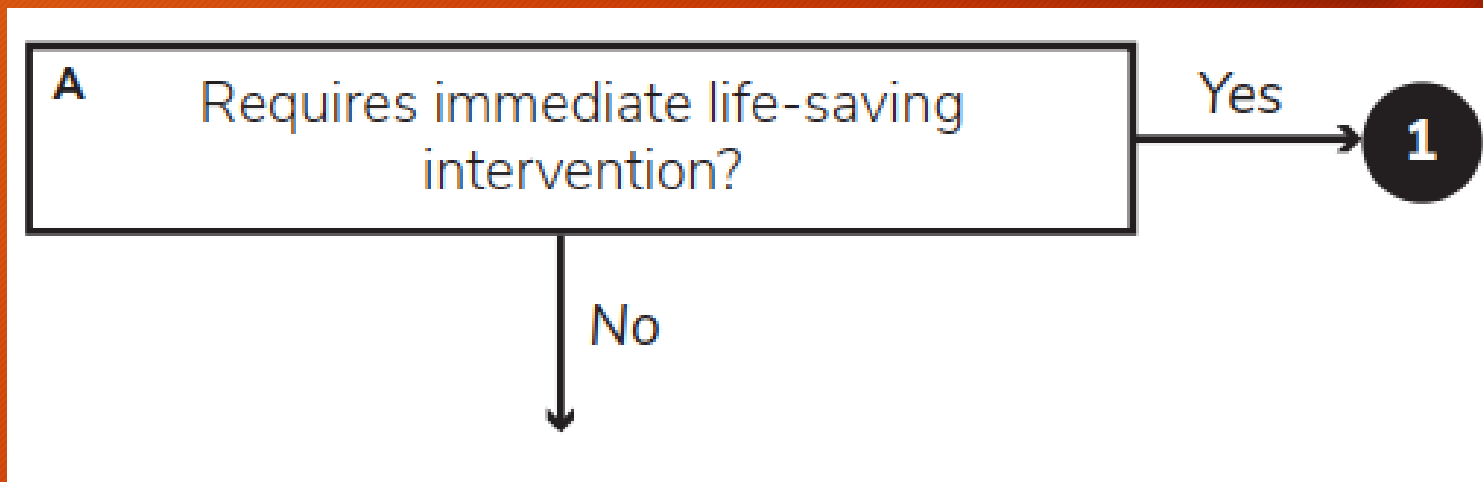 A
Requires immediate life-saving
intervention?
Yes
1
No